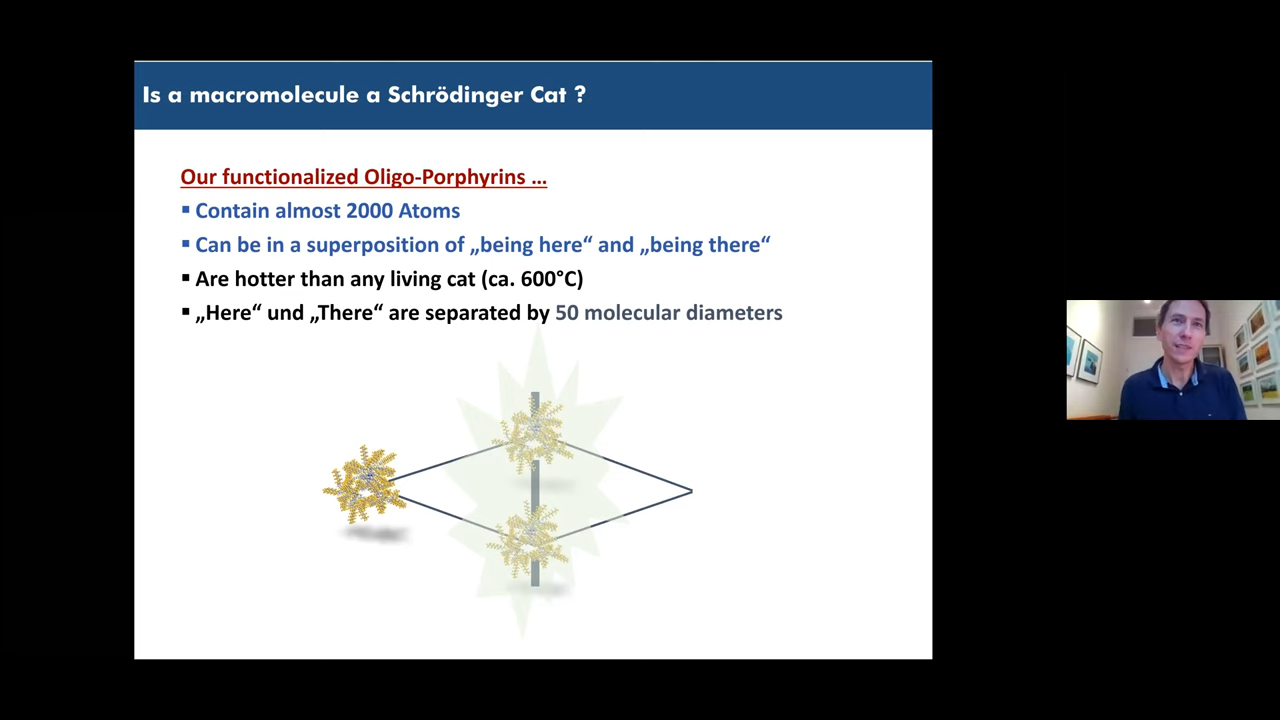 Is a macromolecule a Schrödinger Cat ?
Our functionalized Oligo-Porphyrins ...
▪ Contain almost 2000 Atoms
▪ Can be in a superposition of „being here“ and „being there“
▪ Are hotter than any living cat (ca. 600°C)
▪ „Here“ und „There“ are separated by 50 molecular diameters